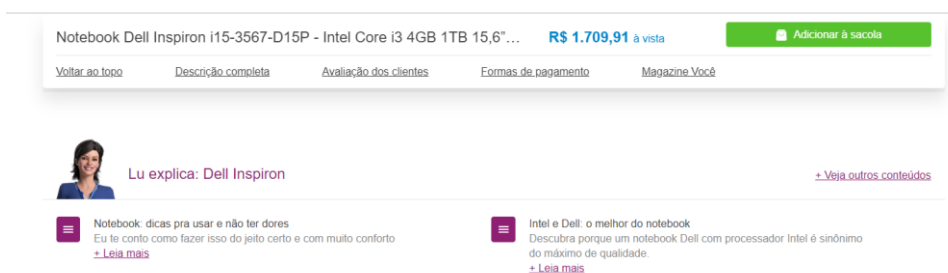 Notebook Dell Inspiron i15-3567-D15P - Intel Core i3 4GB 1TB 15,6"... R$ 1.709,91 à vista Adicionar à sacola
Voltar ao topo Descrição completa Avaliação dos clientes Formas de pagamento Magazine Você
Lu explica: Dell Inspiron + Veja outros conteúdos
Notebook: dicas pra usar e não ter dores
Eu te conto como fazer isso do jeito certo e com muito conforto
+ Leia mais
Intel e Dell: o melhor do notebook
Descubra porque um notebook Dell com processador Intel é sinônimo
do máximo de qualidade.
+ Leia mais